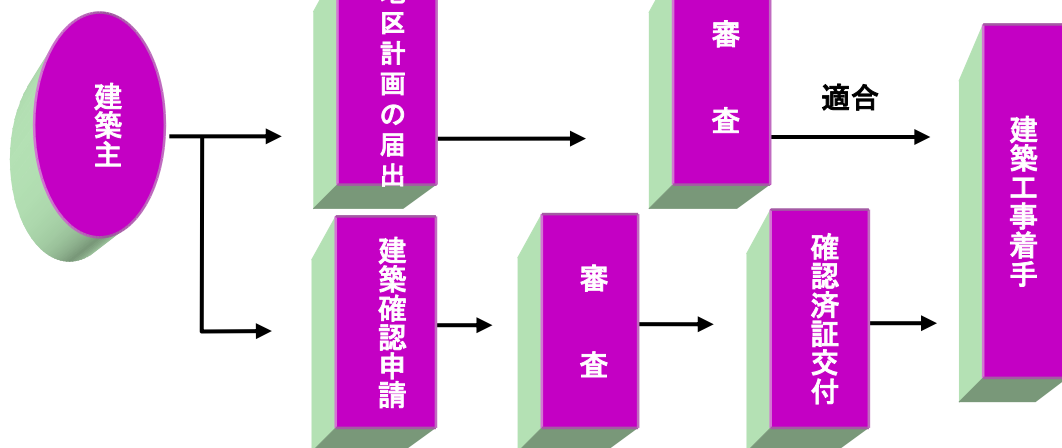 建築主
地区計画の届出
審査
適合
建築工事着手
建築確認申請
審査
確認済証交付